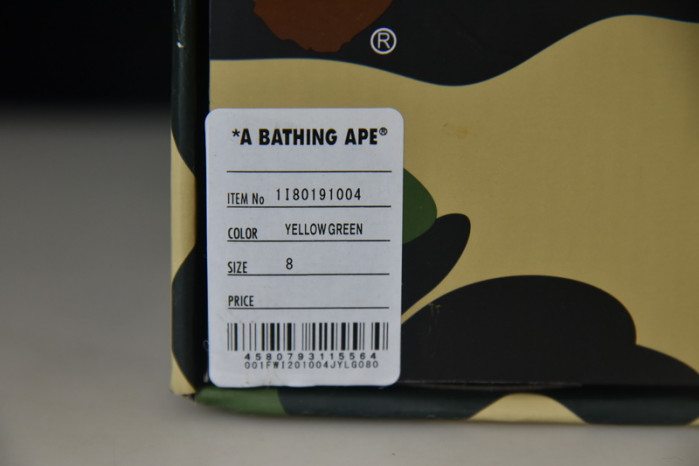 ®
*A BATHING APE®
ITEM No 1I80191004
COLOR YELLOWGREEN
SIZE 8
PRICE
4580793115564
001FWI201004JYLG080